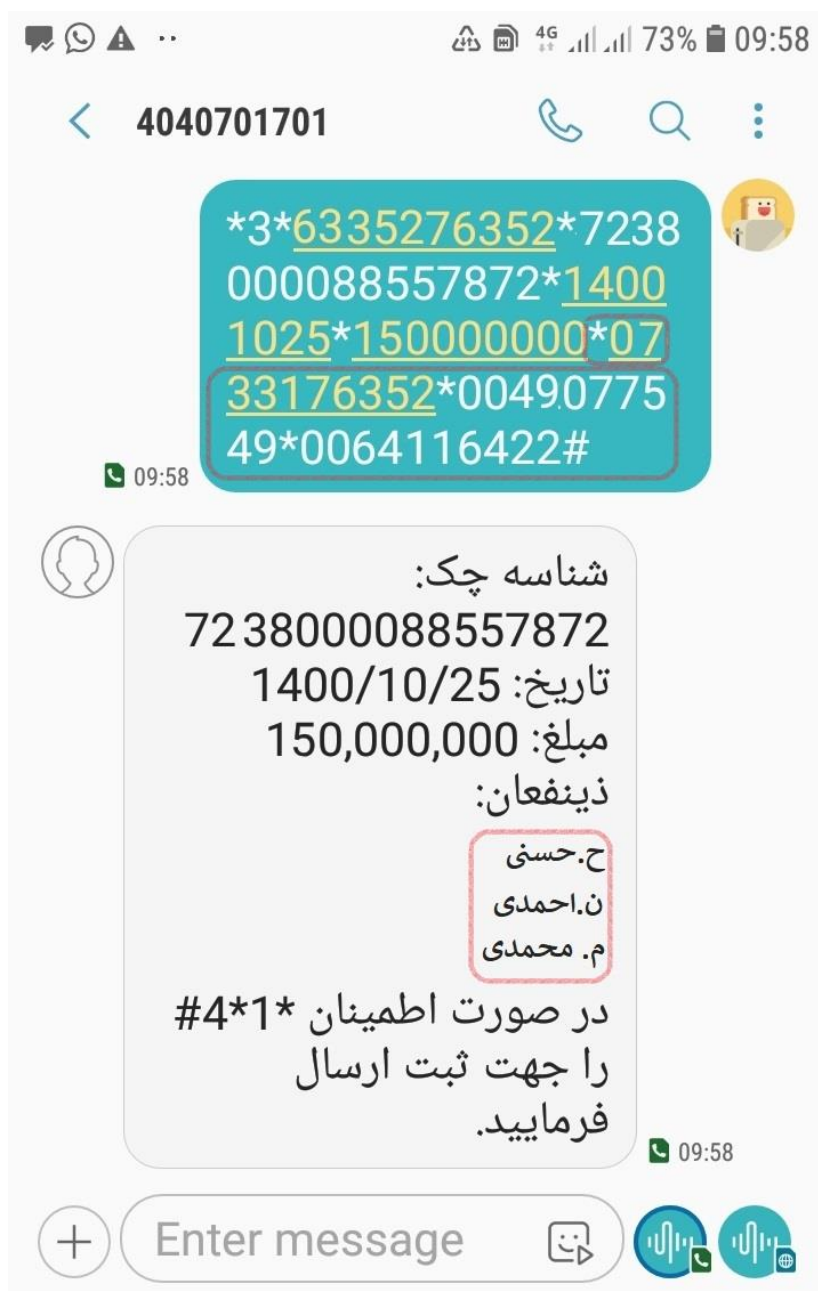 4G 73% 09:58
4040701701
*3*6335276352*7238
000088557872*1400
1025*150000000*07
33176352*00490775
49*0064116422#
09:58
شناسه چک:
7238000088557872
تاریخ: 1400/10/25
مبلغ: 150,000,000
ذینفعان:
ح.حسنی
ن.احمدی
م. محمدی
در صورت اطمینان *1*4#
را جهت ثبت ارسال
فرمایید.
09:58
Enter message